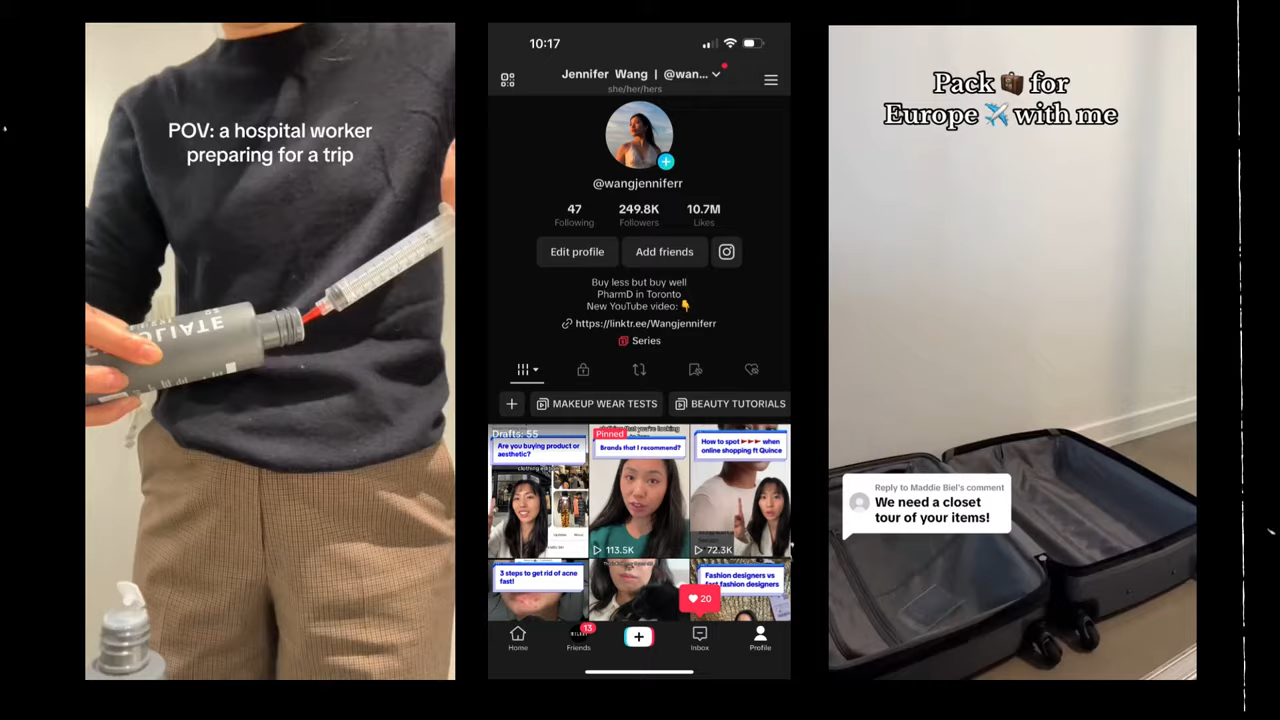 POV: a hospital worker
preparing for a trip
10:17
Jennifer Wang | @wan...
she/her/hers
@wangjenniferr
47
Following
249.8K
Followers
10.7M
Likes
Edit profile
Add friends
Buy less but buy well
PharmD in Toronto
New YouTube video: 👇
https://linktr.ee/Wangjenniferr
Series
MAKEUP WEAR TESTS
BEAUTY TUTORIALS
Drafts: 55
Are you buying product or
aesthetic?
clothing
Pinned
Brands that I recommend?
113.5K
How to spot 🚩🚩🚩 when
online shopping ft Quince
72.3K
3 steps to get rid of acne
fast!
Fashion designers vs
fast fashion designers
20
Home
13
Friends
Inbox
Profile
Pack 🧳 for
Europe ✈️ with me
Reply to Maddie Biel's comment
We need a closet
tour of your items!